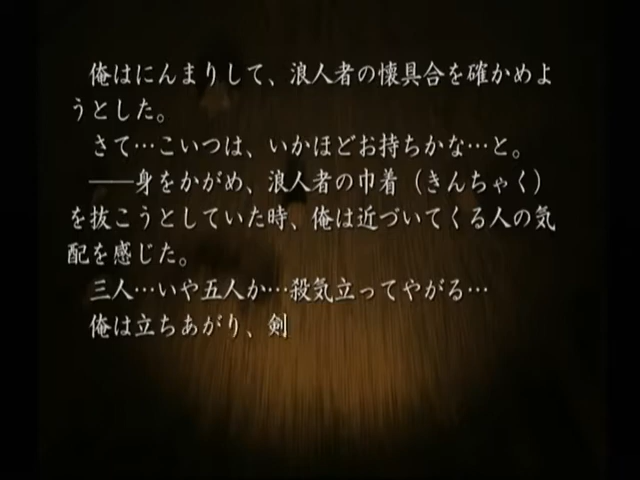 俺はにんまりして、浪人者の懐具合を確かめよ
うとした。
さて…こいつは、いかほどお持ちかな…と。
――身をかがめ、浪人者の巾着（きんちゃく）
を抜こうとしていた時、俺は近づいてくる人の気
配を感じた。
三人…いや五人か…殺気立ってやがる…
俺は立ちあがり、剣